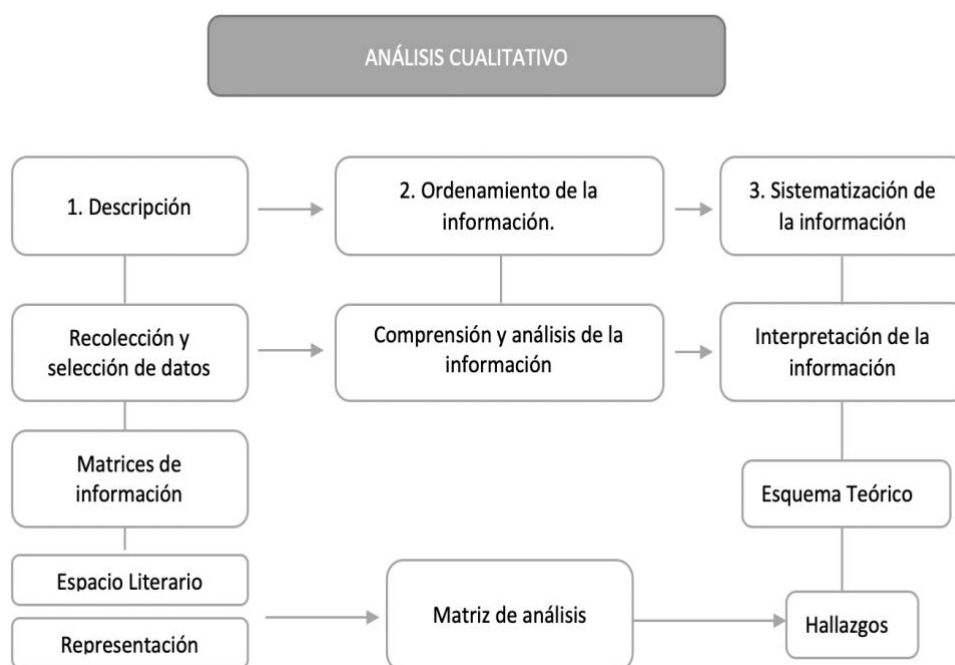 ANÁLISIS CUALITATIVO
1. Descripción
2. Ordenamiento de la
información.
3. Sistematización de
la información
Recolección y
selección de datos
Comprensión y análisis de la
información
Interpretación de la
información
Matrices de
información
Esquema Teórico
Espacio Literario
Representación
Matriz de análisis
Hallazgos